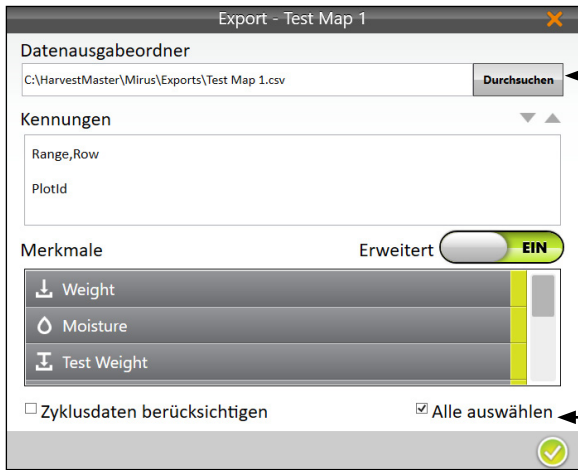 Export - Test Map 1
Datenausgabeordner
C:\HarvestMaster\Mirus\Exports\Test Map 1.csv
Durchsuchen
Kennungen
Range,Row
PlotId
Merkmale
Erweitert
EIN
Weight
Moisture
Test Weight
Zyklusdaten berücksichtigen
Alle auswählen